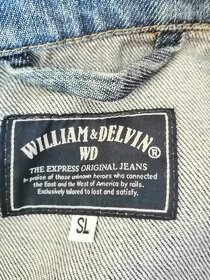 WILLIAM & DELVIN®
WD
THE EXPRESS ORIGINAL JEANS
In praise of those unknown heroes who connected
the East and the West of America by rails.
Exclusively tailored to last and satisfy.
SL